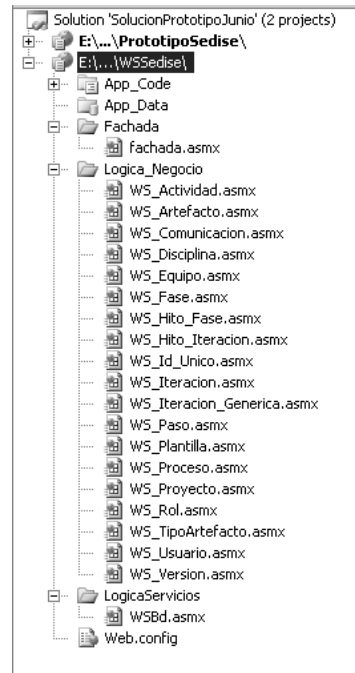 Solution 'SolucionPrototipoJunio' (2 projects)
E:\...\PrototipoSedise\
E:\...\WSSedise\
App_Code
App_Data
Fachada
fachada.asmx
Logica_Negocio
WS_Actividad.asmx
WS_Artefacto.asmx
WS_Comunicacion.asmx
WS_Disciplina.asmx
WS_Equipo.asmx
WS_Fase.asmx
WS_Hito_Fase.asmx
WS_Hito_Iteracion.asmx
WS_Id_Unico.asmx
WS_Iteracion.asmx
WS_Iteracion_Generica.asmx
WS_Paso.asmx
WS_Plantilla.asmx
WS_Proceso.asmx
WS_Proyecto.asmx
WS_Rol.asmx
WS_TipoArtefacto.asmx
WS_Usuario.asmx
WS_Version.asmx
LogicaServicios
WSBd.asmx
Web.config